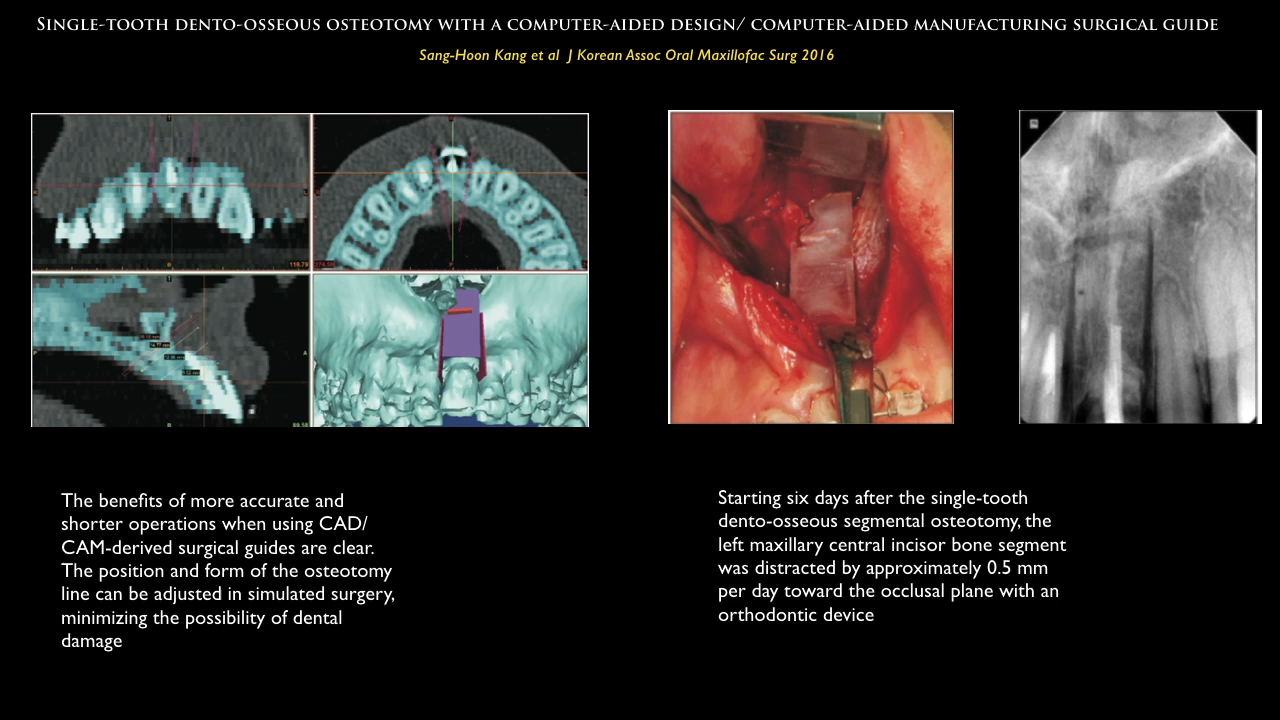 Single-tooth dento-osseous osteotomy with a computer-aided design/ computer-aided manufacturing surgical guide
Sang-Hoon Kang et al J Korean Assoc Oral Maxillofac Surg 2016
The benefits of more accurate and
shorter operations when using CAD/
CAM-derived surgical guides are clear.
The position and form of the osteotomy
line can be adjusted in simulated surgery,
minimizing the possibility of dental
damage
Starting six days after the single-tooth
dento-osseous segmental osteotomy, the
left maxillary central incisor bone segment
was distracted by approximately 0.5 mm
per day toward the occlusal plane with an
orthodontic device